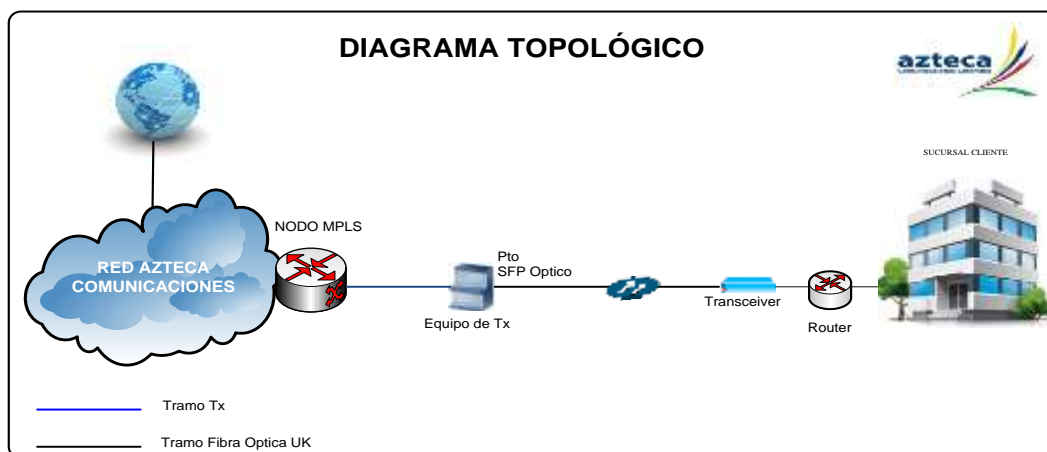 DIAGRAMA TOPOLÓGICO
azteca
SUCURSAL CLIENTE
NODO MPLS
RED AZTECA
COMUNICACIONES
Pto
SFP Optico
Equipo de Tx
Transceiver
Router
Tramo Tx
Tramo Fibra Optica UK